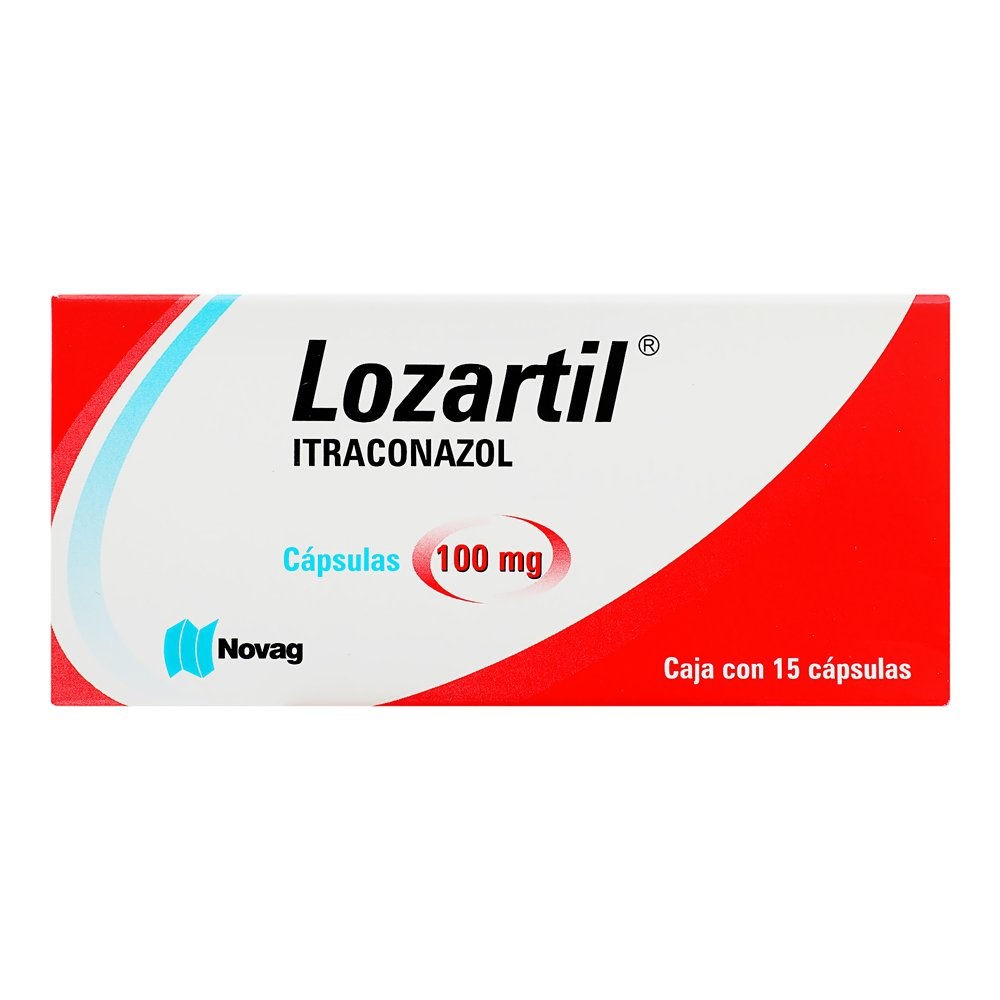 Lozartil®
ITRACONAZOL
Cápsulas 100 mg
Novag
Caja con 15 cápsulas